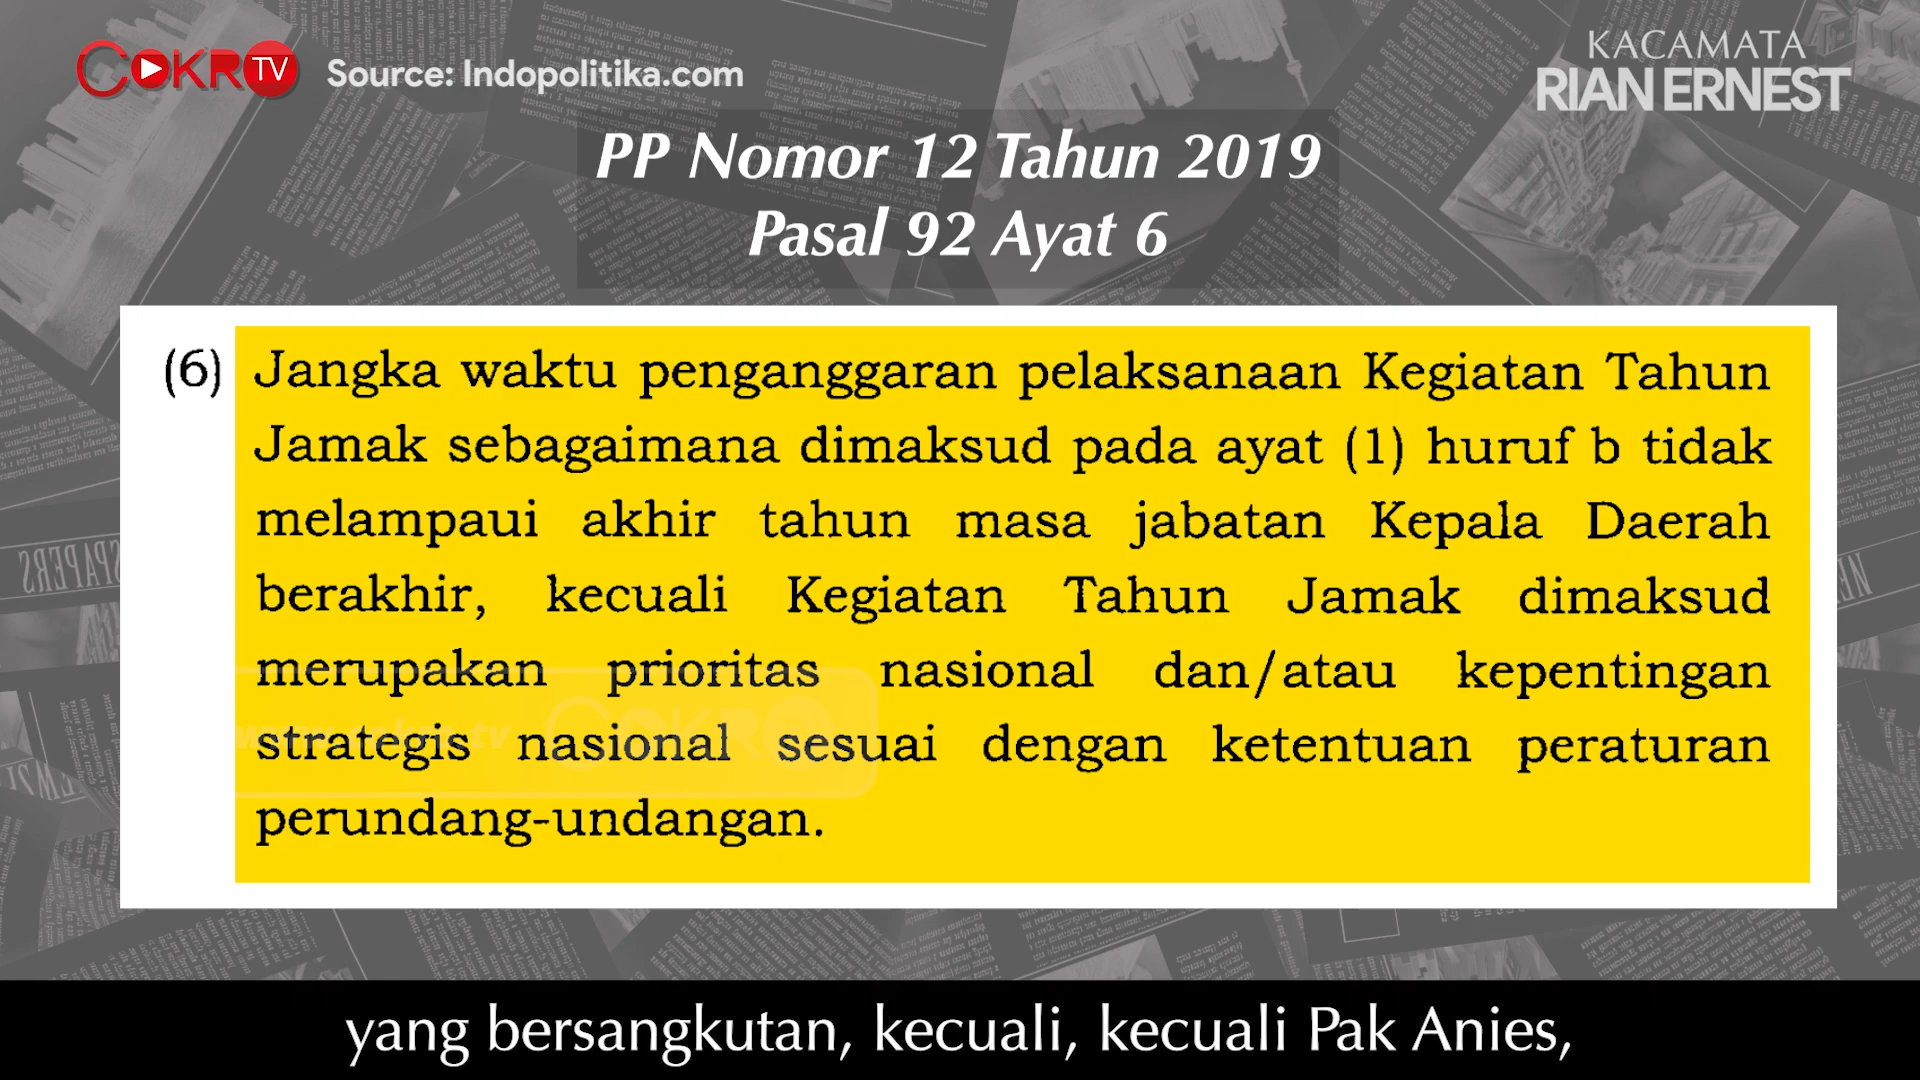 COKRO TV
Source: Indopolitika.com
KACAMATA
RIAN ERNEST
PP Nomor 12 Tahun 2019
Pasal 92 Ayat 6
(6) Jangka waktu penganggaran pelaksanaan Kegiatan Tahun
Jamak sebagaimana dimaksud pada ayat (1) huruf b tidak
melampaui akhir tahun masa jabatan Kepala Daerah
berakhir, kecuali Kegiatan Tahun Jamak dimaksud
merupakan prioritas nasional dan/atau kepentingan
strategis nasional sesuai dengan ketentuan peraturan
perundang-undangan.
yang bersangkutan, kecuali, kecuali Pak Anies,